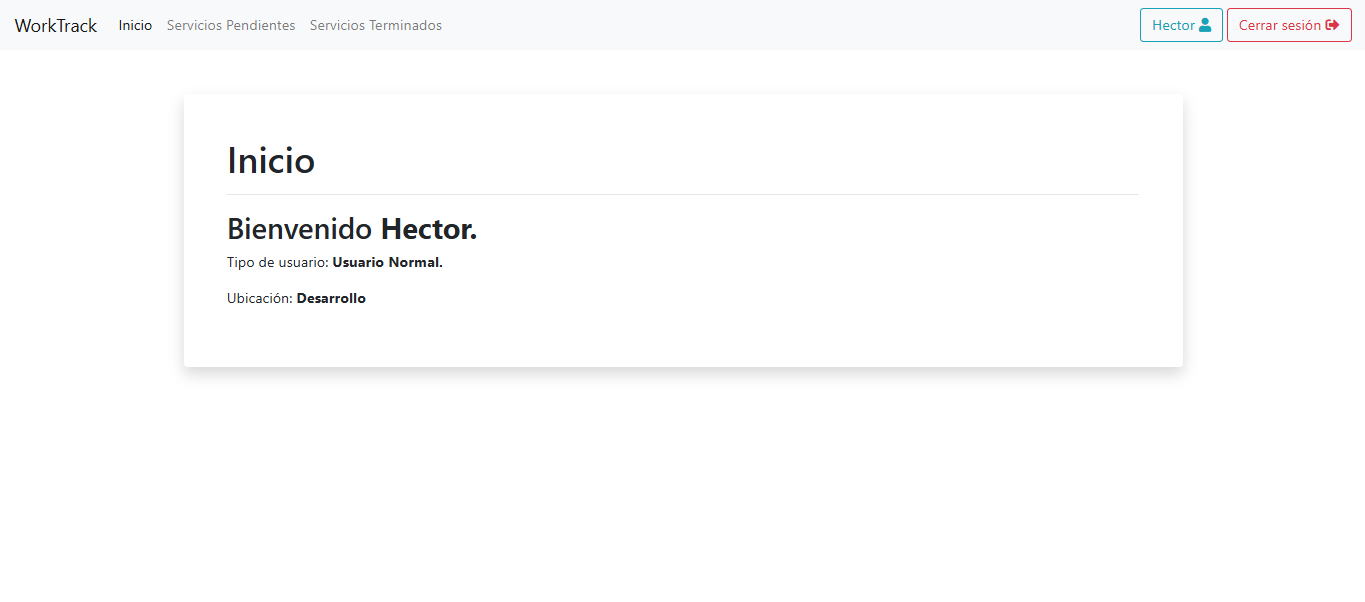 WorkTrack Inicio Servicios Pendientes Servicios Terminados Hector Cerrar sesión
Inicio
Bienvenido Hector.
Tipo de usuario: Usuario Normal.
Ubicación: Desarrollo